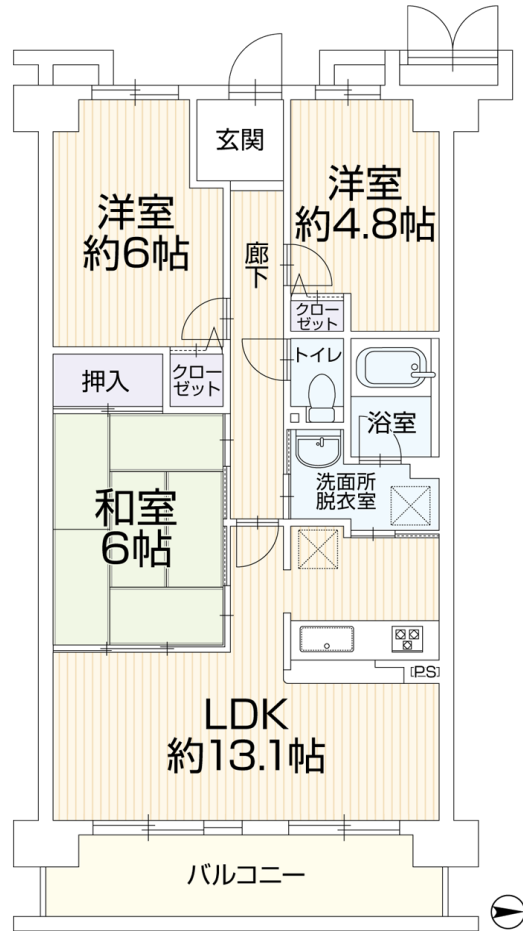 玄関
洋室
約6帖
洋室
約4.8帖
廊
下
クロー
ゼット
トイレ
押入
クロー
ゼット
浴室
洗面所
脱衣室
和室
6帖
PS
LDK
約13.1帖
バルコニー